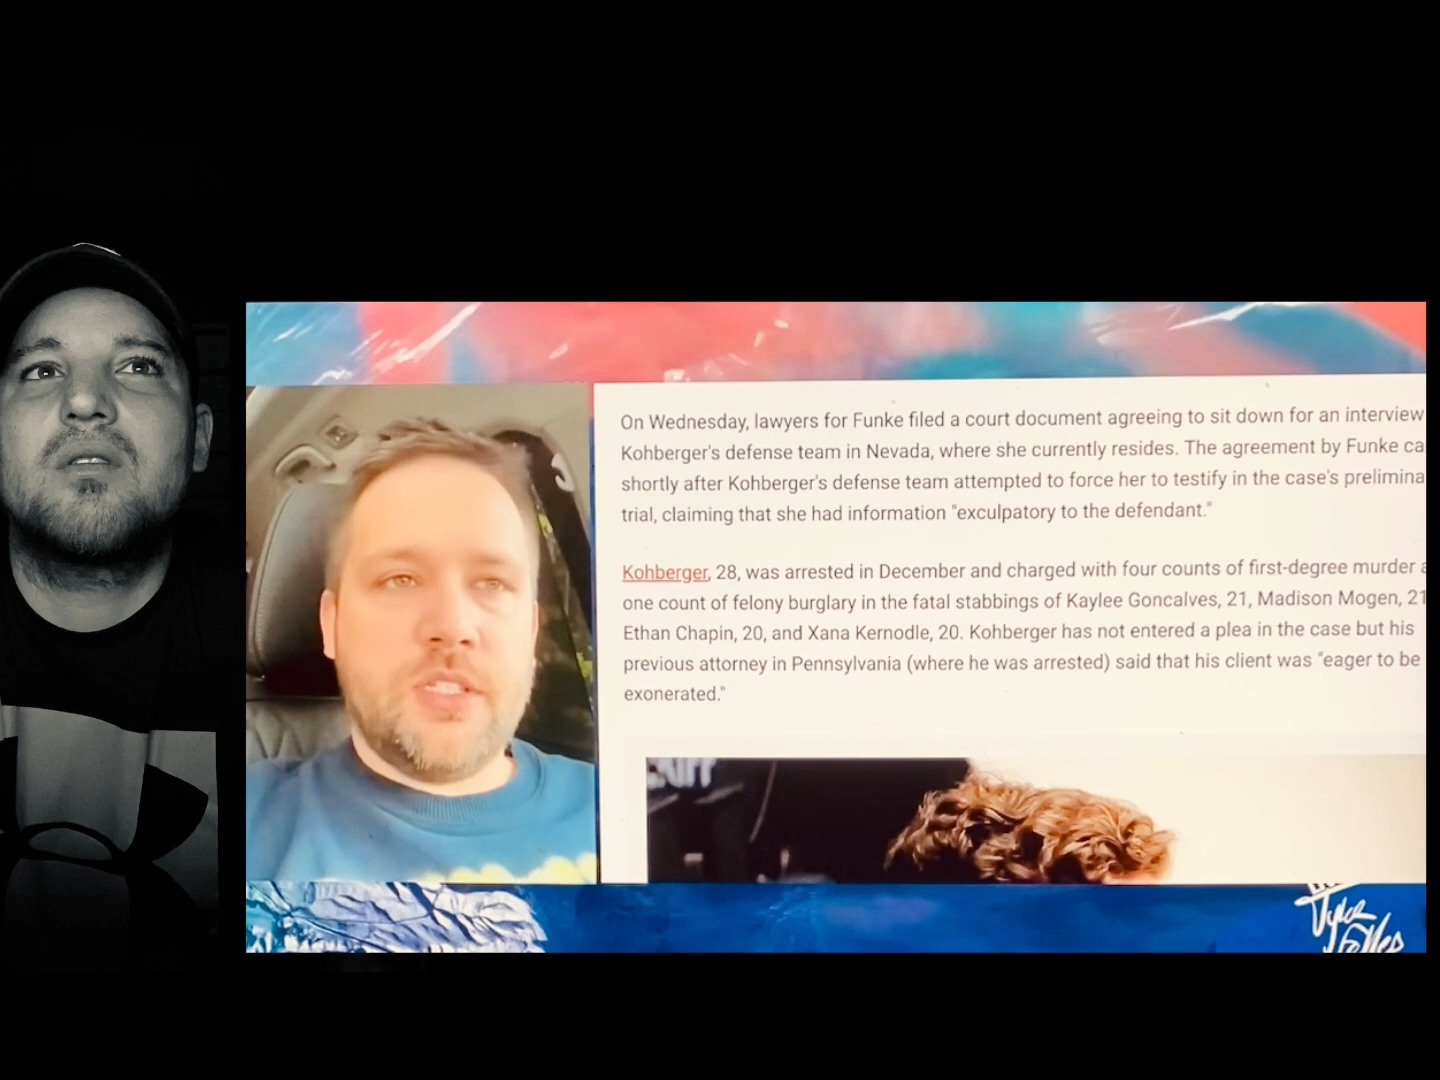 On Wednesday, lawyers for Funke filed a court document agreeing to sit down for an interview
Kohberger's defense team in Nevada, where she currently resides. The agreement by Funke ca
shortly after Kohberger's defense team attempted to force her to testify in the case's prelimina
trial, claiming that she had information "exculpatory to the defendant."
Kohberger, 28, was arrested in December and charged with four counts of first-degree murder a
one count of felony burglary in the fatal stabbings of Kaylee Goncalves, 21, Madison Mogen, 21
Ethan Chapin, 20, and Xana Kernodle, 20. Kohberger has not entered a plea in the case but his
previous attorney in Pennsylvania (where he was arrested) said that his client was "eager to be
exonerated."